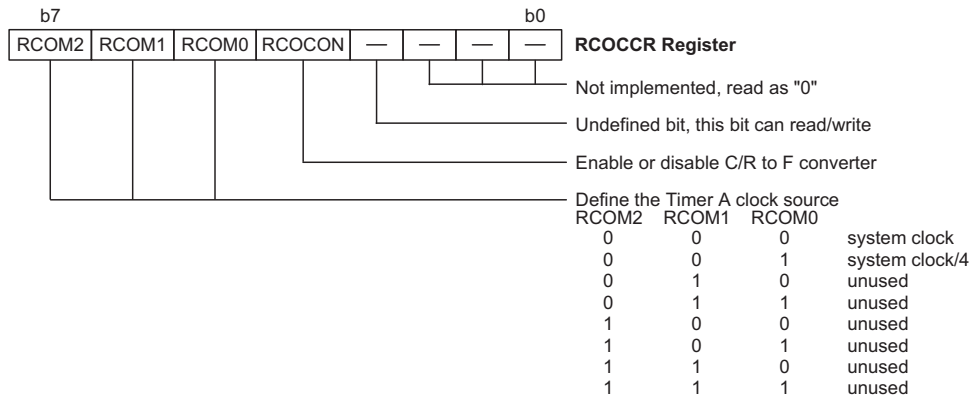 b7 b0
RCOM2 RCOM1 RCOM0 RCOCON — — — — RCOCCR Register
Not implemented, read as "0"
Undefined bit, this bit can read/write
Enable or disable C/R to F converter
Define the Timer A clock source
RCOM2 RCOM1 RCOM0
0 0 0 system clock
0 0 1 system clock/4
0 1 0 unused
0 1 1 unused
1 0 0 unused
1 0 1 unused
1 1 0 unused
1 1 1 unused